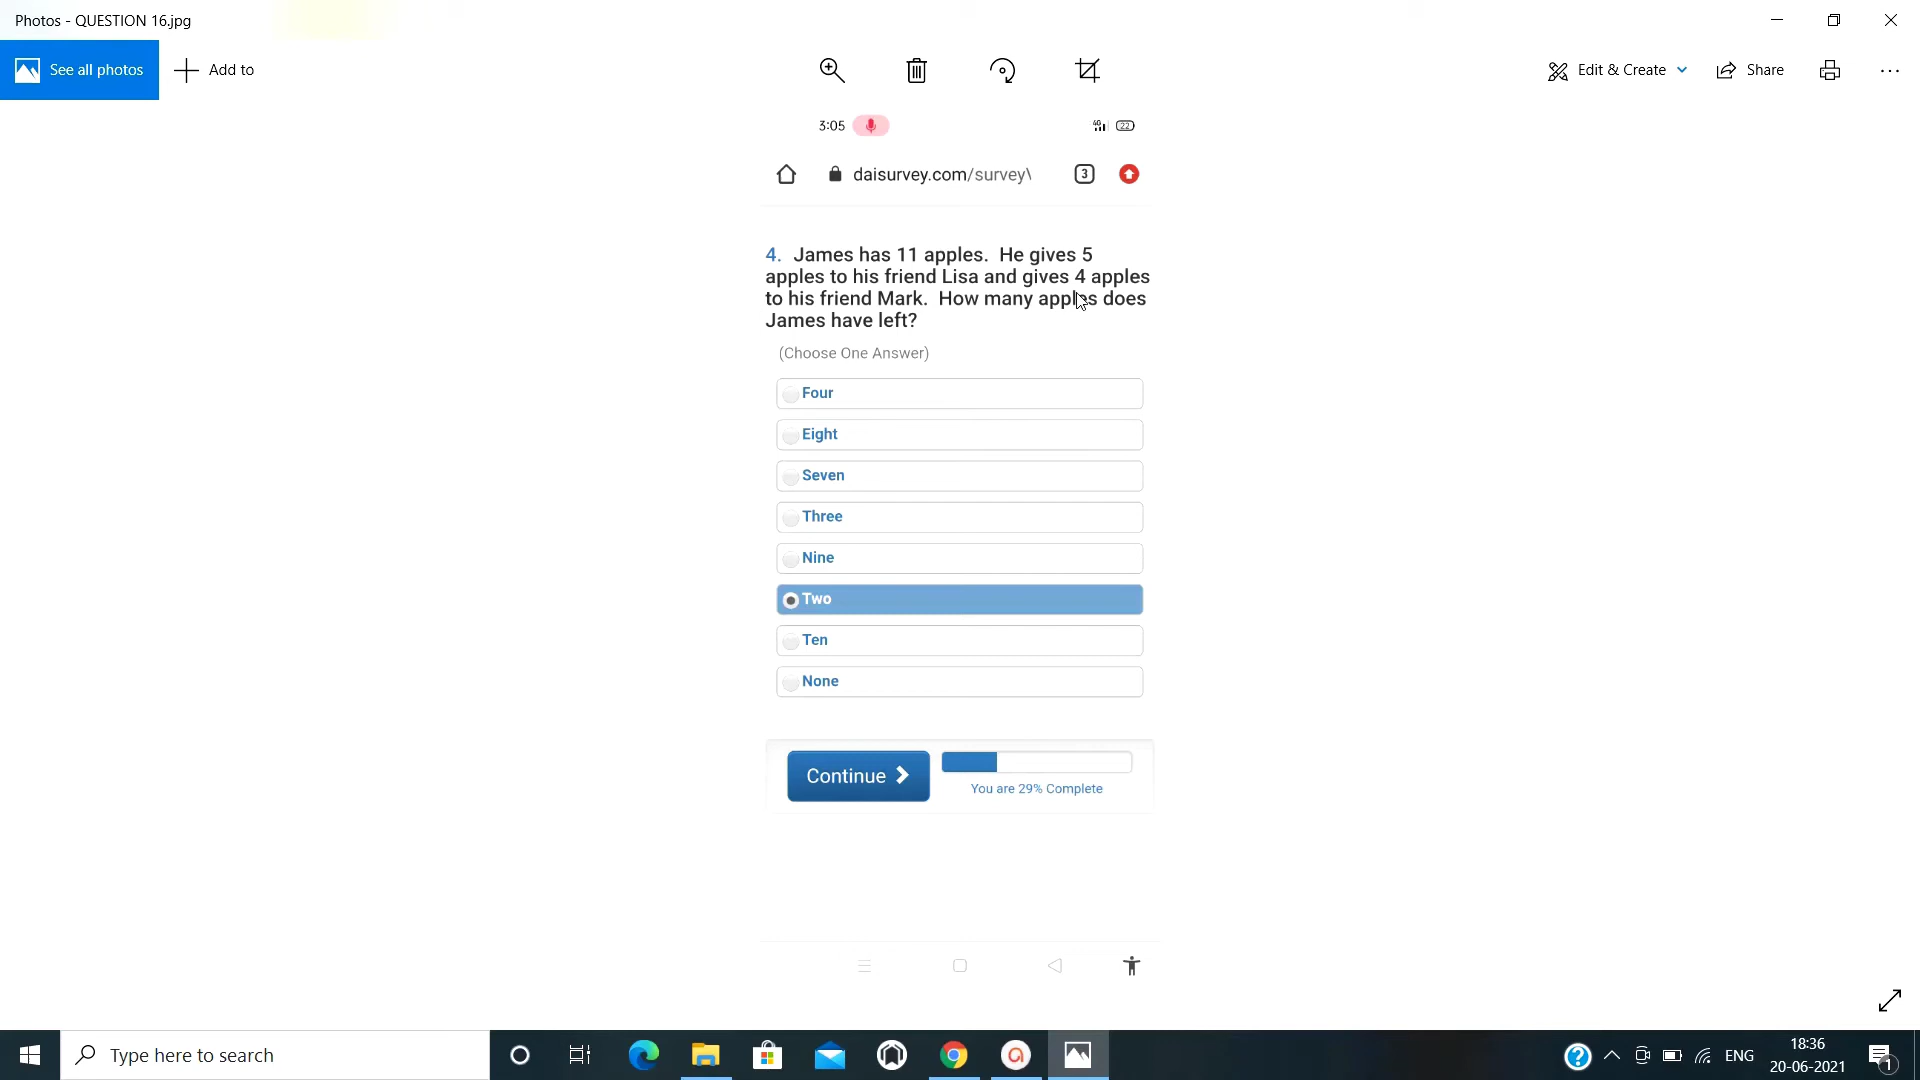 Photos - QUESTION 16.jpg
See all photos
Add to
Edit & Create
Share
3:05
4G
22
daisurvey.com/survey\
3
4. James has 11 apples. He gives 5
apples to his friend Lisa and gives 4 apples
to his friend Mark. How many apples does
James have left?
(Choose One Answer)
Four
Eight
Seven
Three
Nine
Two
Ten
None
Continue
You are 29% Complete
Type here to search
ENG
18:36
20-06-2021
1